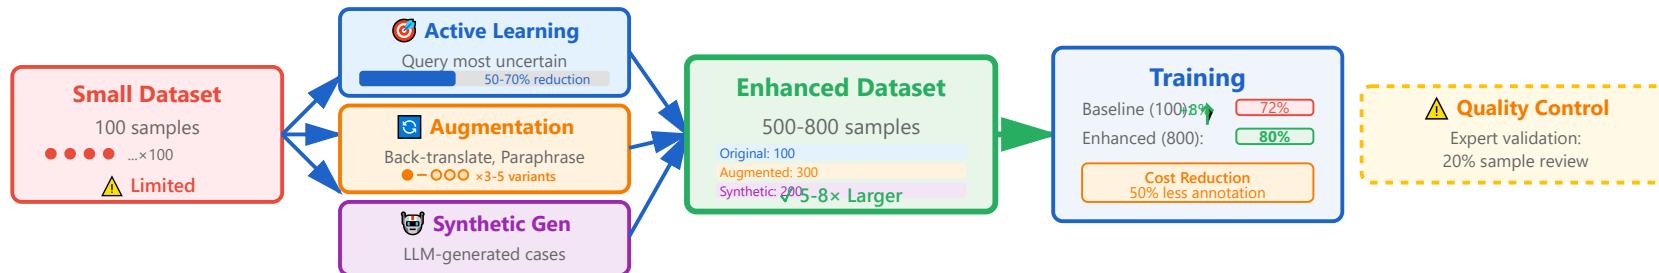 Small Dataset
100 samples
...×100
Limited
Active Learning
Query most uncertain
50-70% reduction
Augmentation
Back-translate, Paraphrase
×3-5 variants
Synthetic Gen
LLM-generated cases
Enhanced Dataset
500-800 samples
Original: 100
Augmented: 300
Synthetic: 200
✓ 5-8× Larger
Training
Baseline (100):
+8%
72%
Enhanced (800):
80%
Cost Reduction
50% less annotation
Quality Control
Expert validation:
20% sample review